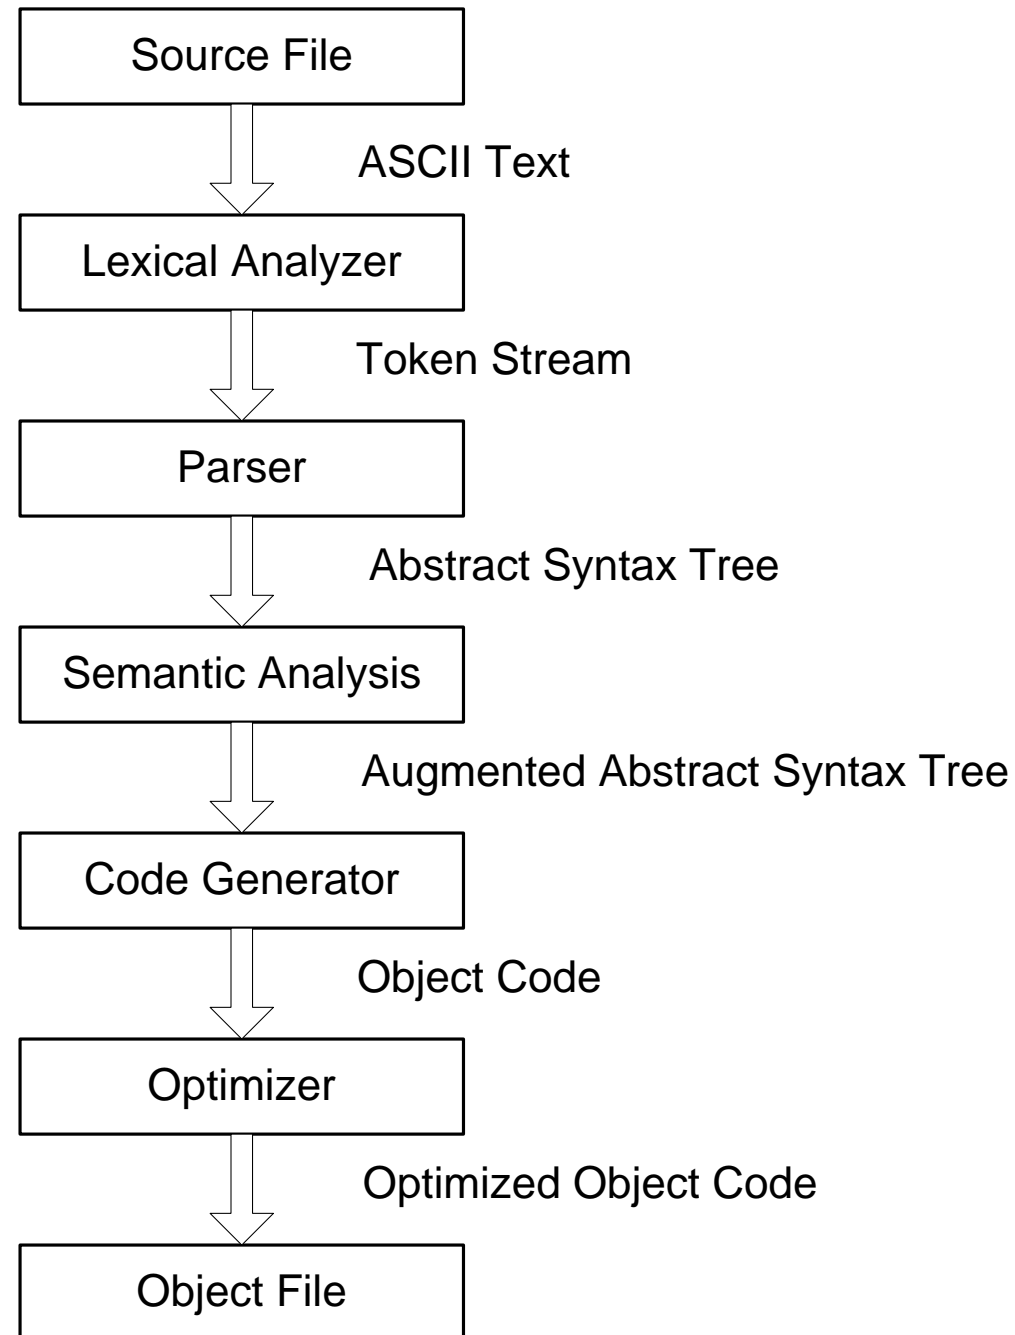 Source File
ASCII Text
Lexical Analyzer
Token Stream
Parser
Abstract Syntax Tree
Semantic Analysis
Augmented Abstract Syntax Tree
Code Generator
Object Code
Optimizer
Optimized Object Code
Object File